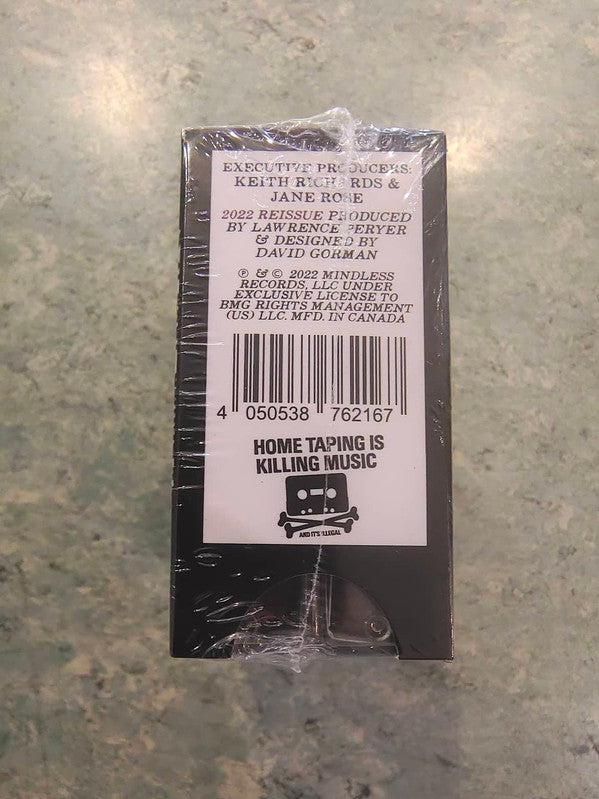 EXECUTIVE PRODUCERS:
KEITH RICHARDS &
JANE ROSE
2022 REISSUE PRODUCED
BY LAWRENCE PERYER
& DESIGNED BY
DAVID GORMAN
℗ & © 2022 MINDLESS
RECORDS, LLC UNDER
EXCLUSIVE LICENSE TO
BMG RIGHTS MANAGEMENT
(US) LLC. MFD. IN CANADA
4 050538 762167
HOME TAPING IS
KILLING MUSIC
AND IT'S ILLEGAL